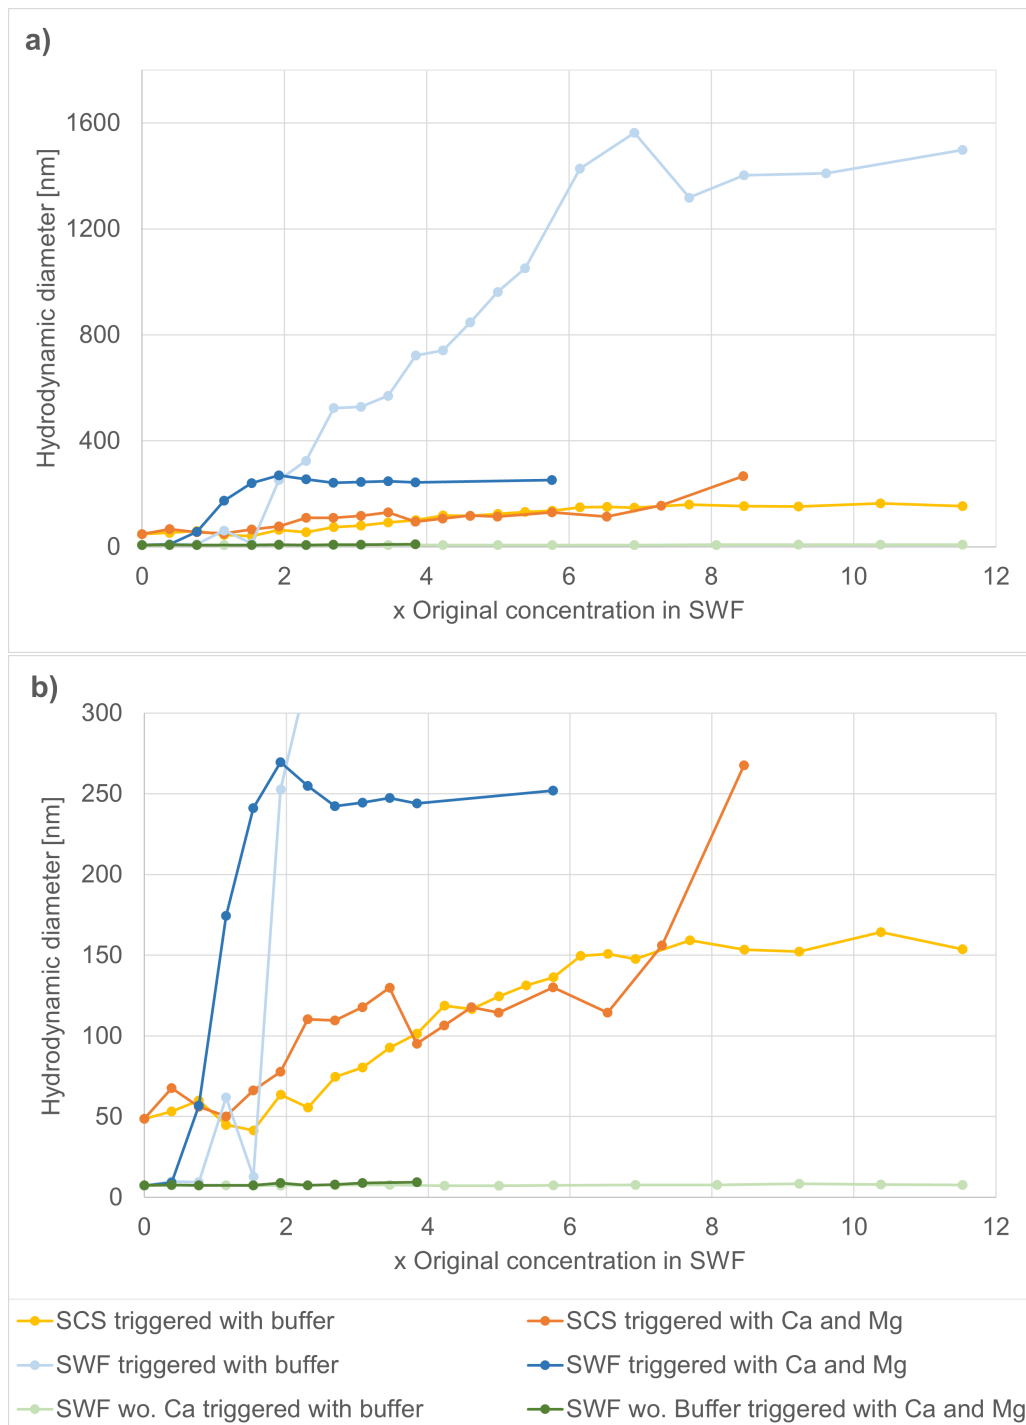 a)
1600
1200
800
400
0
Hydrodynamic diameter [nm]
0 2 4 6 8 10 12
x Original concentration in SWF
b)
300
250
200
150
100
50
0
Hydrodynamic diameter [nm]
0 2 4 6 8 10 12
x Original concentration in SWF
SCS triggered with buffer
SCS triggered with Ca and Mg
SWF triggered with buffer
SWF triggered with Ca and Mg
SWF wo. Ca triggered with buffer
SWF wo. Buffer triggered with Ca and Mg